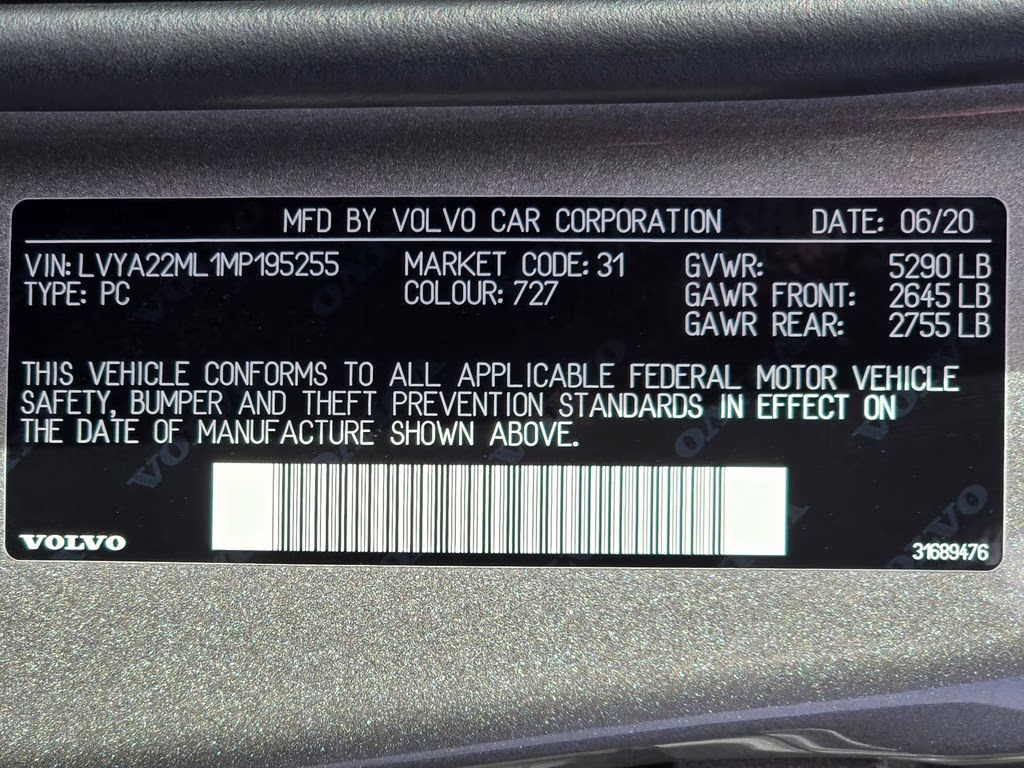 MFD BY VOLVO CAR CORPORATION DATE: 06/20
VIN: LVYA22ML1MP195255 MARKET CODE: 31 GVWR: 5290 LB
TYPE: PC COLOUR: 727 GAWR FRONT: 2645 LB
GAWR REAR: 2755 LB
THIS VEHICLE CONFORMS TO ALL APPLICABLE FEDERAL MOTOR VEHICLE
SAFETY, BUMPER AND THEFT PREVENTION STANDARDS IN EFFECT ON
THE DATE OF MANUFACTURE SHOWN ABOVE.
VOLVO 31689476